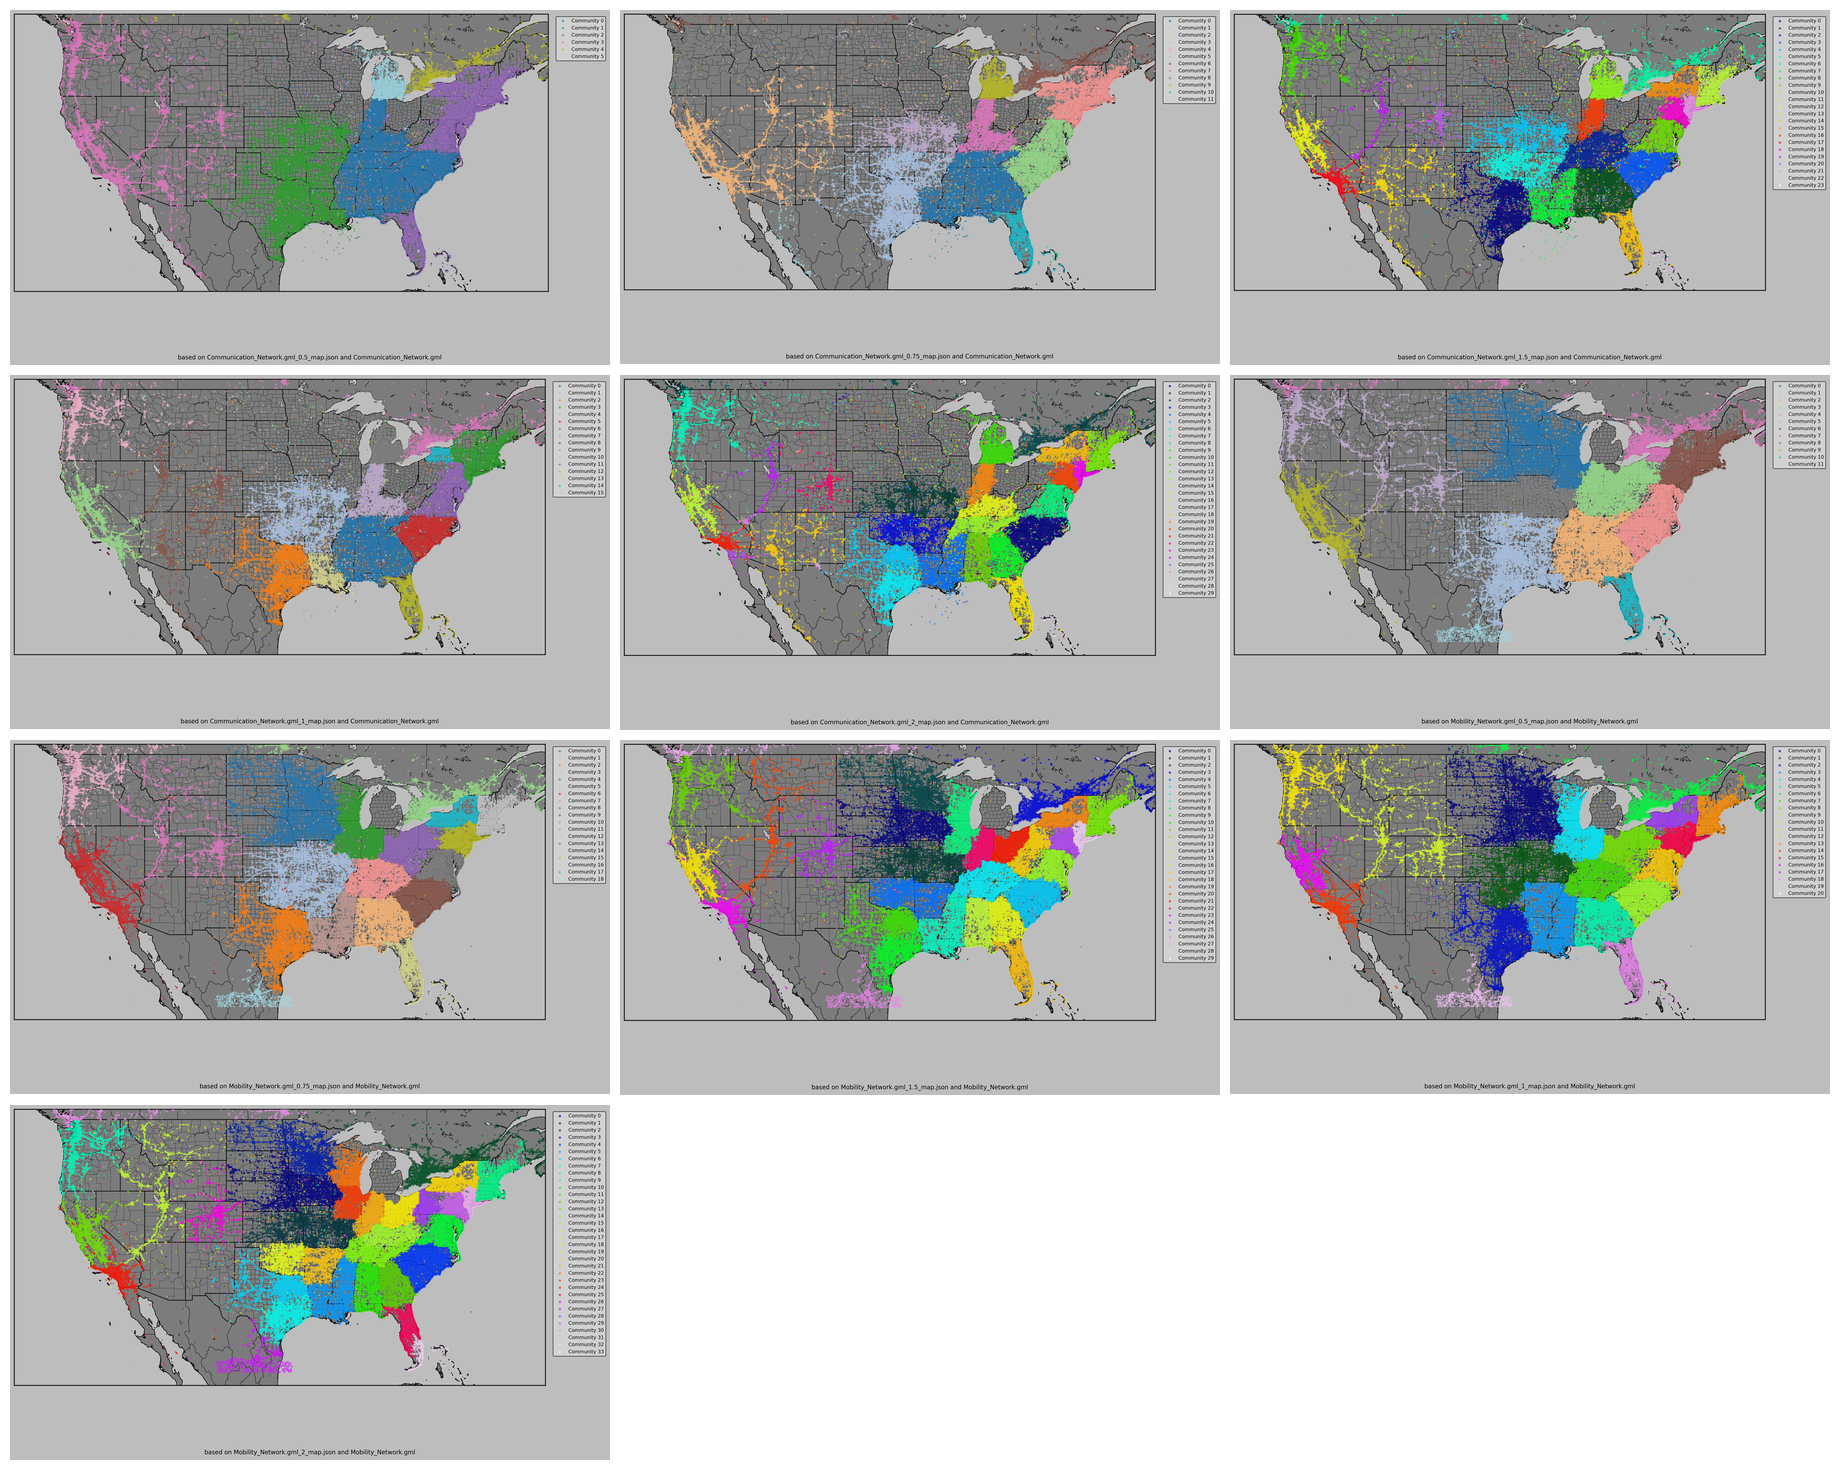 Community 0
Community 1
Community 2
Community 3
Community 4
Community 5
based on Communication_Network.gml_0.5_map.json and Communication_Network.gml
Community 0
Community 1
Community 2
Community 3
Community 4
Community 5
Community 6
Community 7
Community 8
Community 9
Community 10
Community 11
based on Communication_Network.gml_0.75_map.json and Communication_Network.gml
Community 0
Community 1
Community 2
Community 3
Community 4
Community 5
Community 6
Community 7
Community 8
Community 9
Community 10
Community 11
Community 12
Community 13
Community 14
Community 15
Community 16
Community 17
Community 18
Community 19
Community 20
Community 21
Community 22
Community 23
based on Communication_Network.gml_1.5_map.json and Communication_Network.gml
Community 0
Community 1
Community 2
Community 3
Community 4
Community 5
Community 6
Community 7
Community 8
Community 9
Community 10
Community 11
Community 12
Community 13
Community 14
Community 15
based on Communication_Network.gml_1_map.json and Communication_Network.gml
Community 0
Community 1
Community 2
Community 3
Community 4
Community 5
Community 6
Community 7
Community 8
Community 9
Community 10
Community 11
Community 12
Community 13
Community 14
Community 15
Community 16
Community 17
Community 18
Community 19
Community 20
Community 21
Community 22
Community 23
Community 24
Community 25
Community 26
Community 27
Community 28
Community 29
based on Communication_Network.gml_2_map.json and Communication_Network.gml
Community 0
Community 1
Community 2
Community 3
Community 4
Community 5
Community 6
Community 7
Community 8
Community 9
Community 10
Community 11
based on Mobility_Network.gml_0.5_map.json and Mobility_Network.gml
Community 0
Community 1
Community 2
Community 3
Community 4
Community 5
Community 6
Community 7
Community 8
Community 9
Community 10
Community 11
Community 12
Community 13
Community 14
Community 15
Community 16
Community 17
Community 18
based on Mobility_Network.gml_0.75_map.json and Mobility_Network.gml
Community 0
Community 1
Community 2
Community 3
Community 4
Community 5
Community 6
Community 7
Community 8
Community 9
Community 10
Community 11
Community 12
Community 13
Community 14
Community 15
Community 16
Community 17
Community 18
Community 19
Community 20
Community 21
Community 22
Community 23
Community 24
Community 25
Community 26
Community 27
Community 28
Community 29
based on Mobility_Network.gml_1.5_map.json and Mobility_Network.gml
Community 0
Community 1
Community 2
Community 3
Community 4
Community 5
Community 6
Community 7
Community 8
Community 9
Community 10
Community 11
Community 12
Community 13
Community 14
Community 15
Community 16
Community 17
Community 18
Community 19
Community 20
based on Mobility_Network.gml_1_map.json and Mobility_Network.gml
Community 0
Community 1
Community 2
Community 3
Community 4
Community 5
Community 6
Community 7
Community 8
Community 9
Community 10
Community 11
Community 12
Community 13
Community 14
Community 15
Community 16
Community 17
Community 18
Community 19
Community 20
Community 21
Community 22
Community 23
Community 24
Community 25
Community 26
Community 27
Community 28
Community 29
Community 30
Community 31
Community 32
Community 33
based on Mobility_Network.gml_2_map.json and Mobility_Network.gml